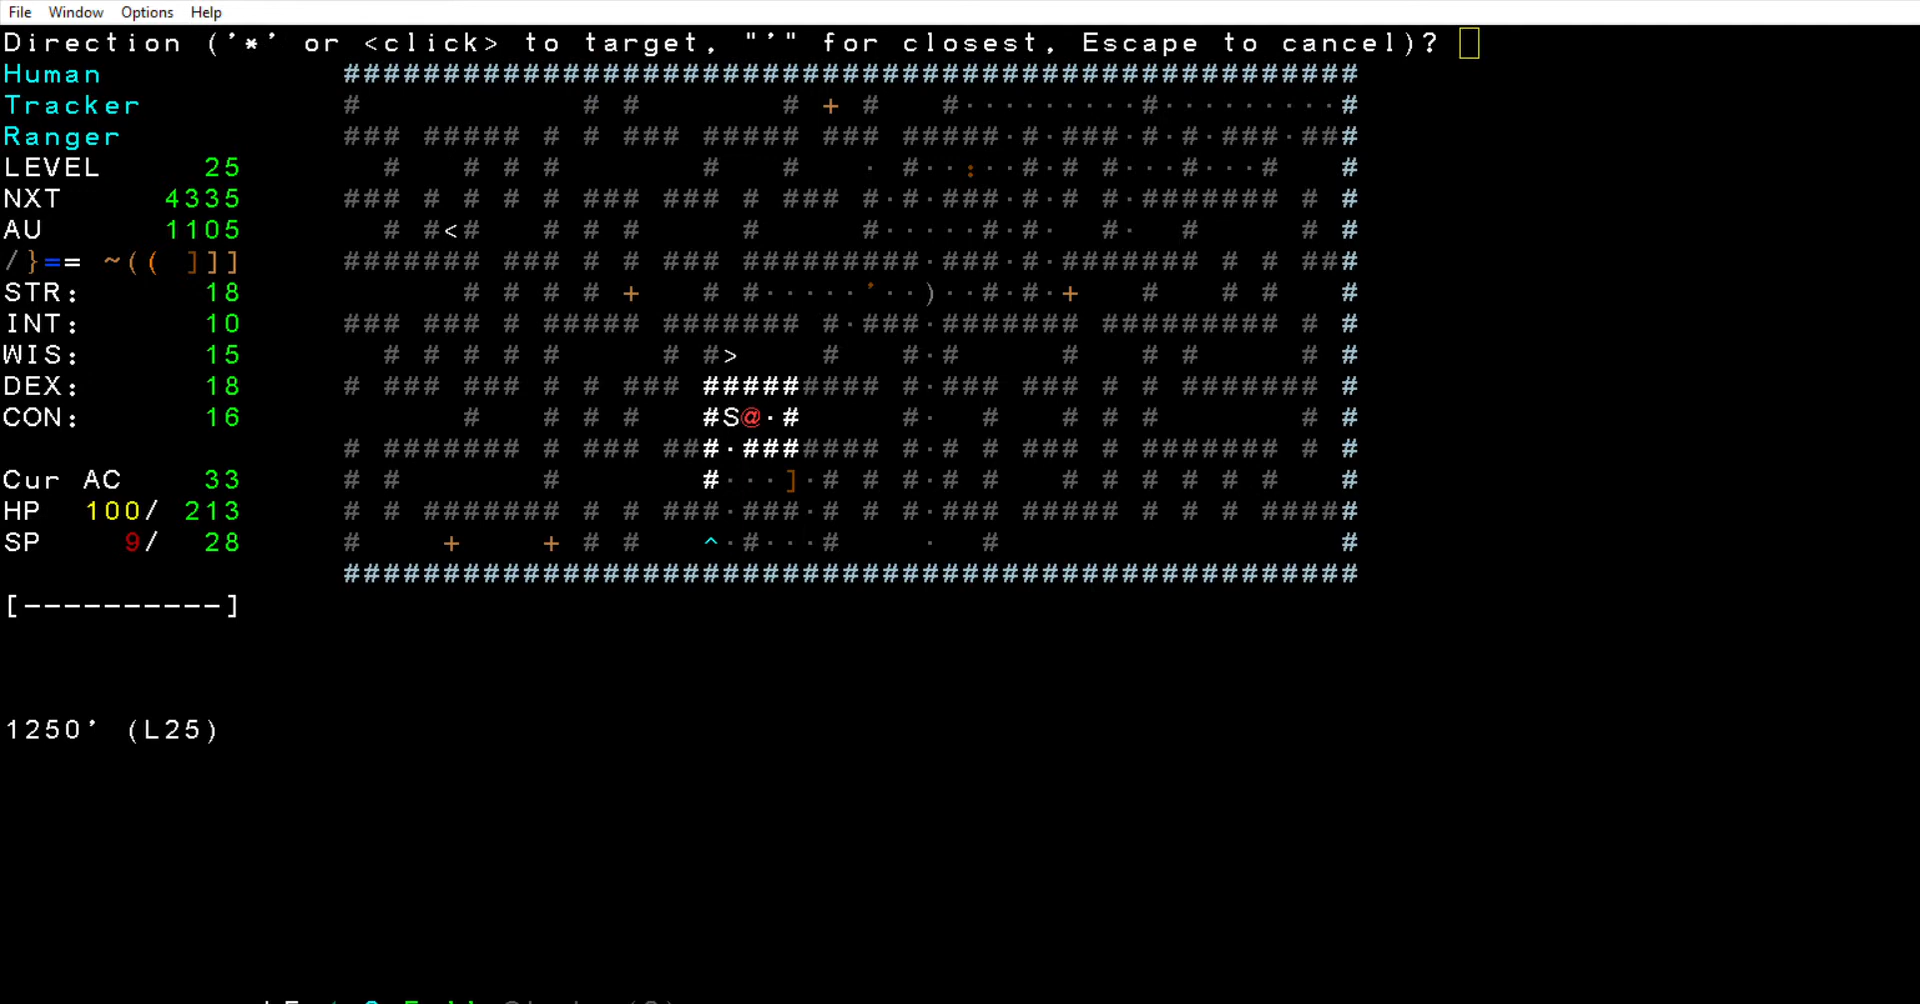 File Window Options Help
Direction ('*' or <click> to target, "'" for closest, Escape to cancel)?
Human
Tracker
Ranger
LEVEL 25
NXT 4335
AU 1105
/}== ~(( ]]]
STR: 18
INT: 10
WIS: 15
DEX: 18
CON: 16
Cur AC 33
HP 100/ 213
SP 9/ 28
[----------]
1250' (L25)